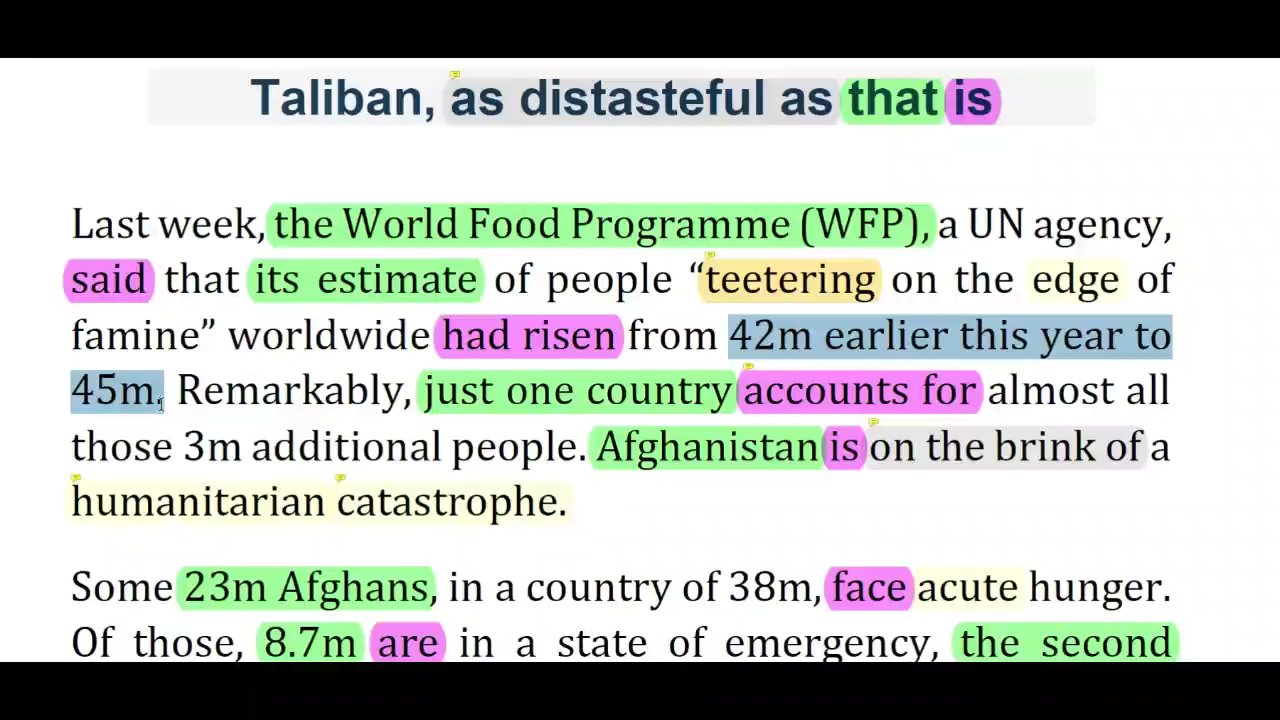 Taliban, as distasteful as that is
Last week, the World Food Programme (WFP), a UN agency,
said that its estimate of people “teetering on the edge of
famine” worldwide had risen from 42m earlier this year to
45m. Remarkably, just one country accounts for almost all
those 3m additional people. Afghanistan is on the brink of a
humanitarian catastrophe.
Some 23m Afghans, in a country of 38m, face acute hunger.
Of those, 8.7m are in a state of emergency, the second